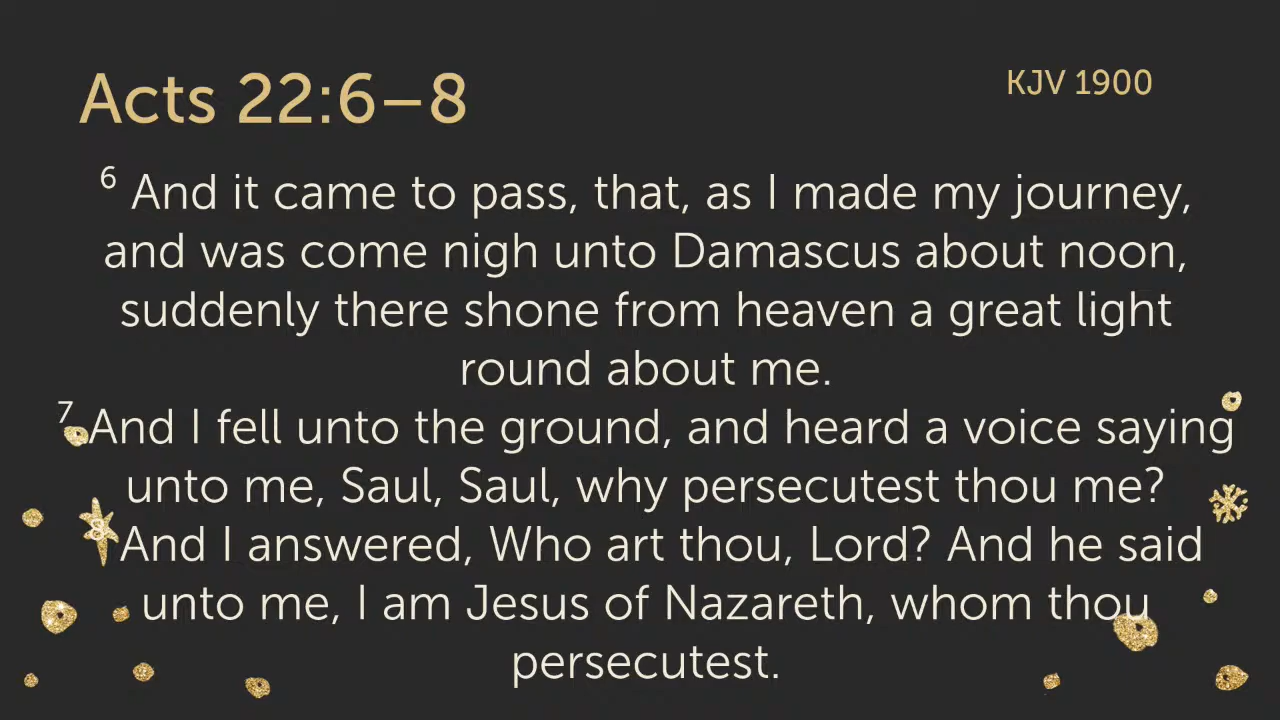 Acts 22:6–8
KJV 1900
6 And it came to pass, that, as I made my journey,
and was come nigh unto Damascus about noon,
suddenly there shone from heaven a great light
round about me.
7 And I fell unto the ground, and heard a voice saying
unto me, Saul, Saul, why persecutest thou me?
8 And I answered, Who art thou, Lord? And he said
unto me, I am Jesus of Nazareth, whom thou
persecutest.